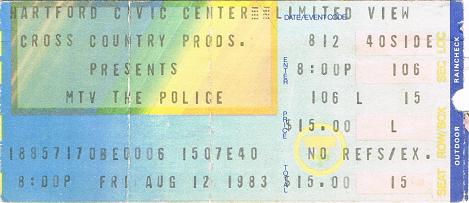 HARTFORD CIVIC CENTER LIMITED VIEW
DATE/EVENT CODE
CROSS COUNTRY PRODS. 812 40SIDE
PRESENTS 8:00P 106
MTV THE POLICE 106 L 15
ENTER
PRICE
$15.00 L
18857170BE0006 1507E40 NO REFS/EX.
8:00P FRI AUG 12 1983 $15.00 15
TOTAL
SEAT ROW/BOX SEC LOC
OUTDOOR RAINCHECK